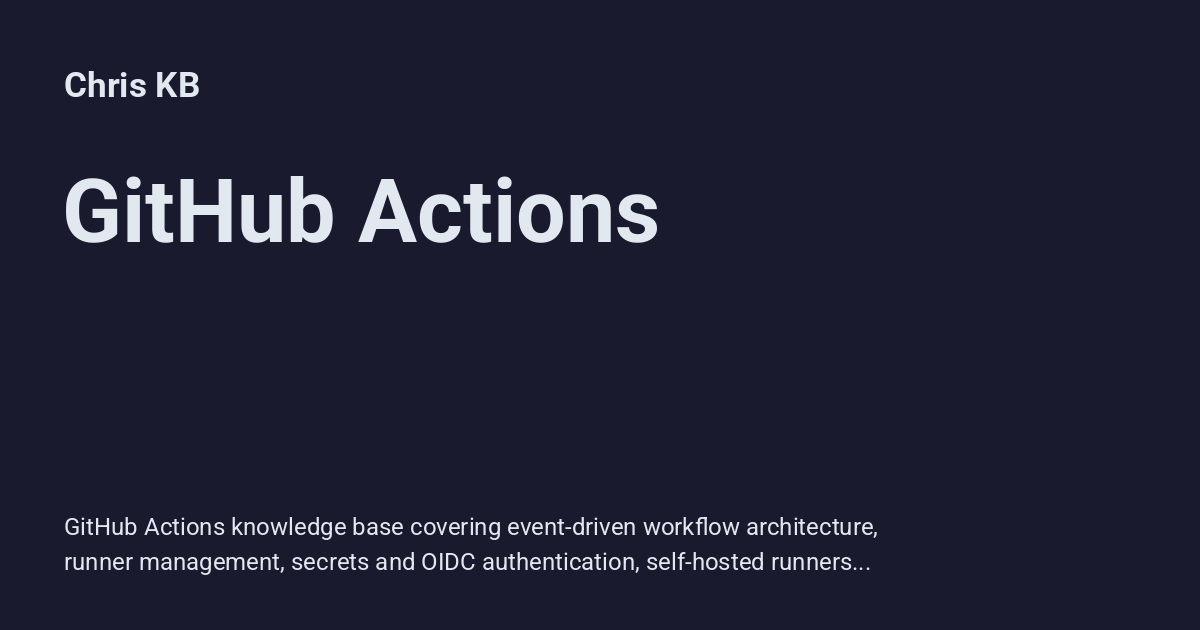 Chris KB
GitHub Actions
GitHub Actions knowledge base covering event-driven workflow architecture,
runner management, secrets and OIDC authentication, self-hosted runners...